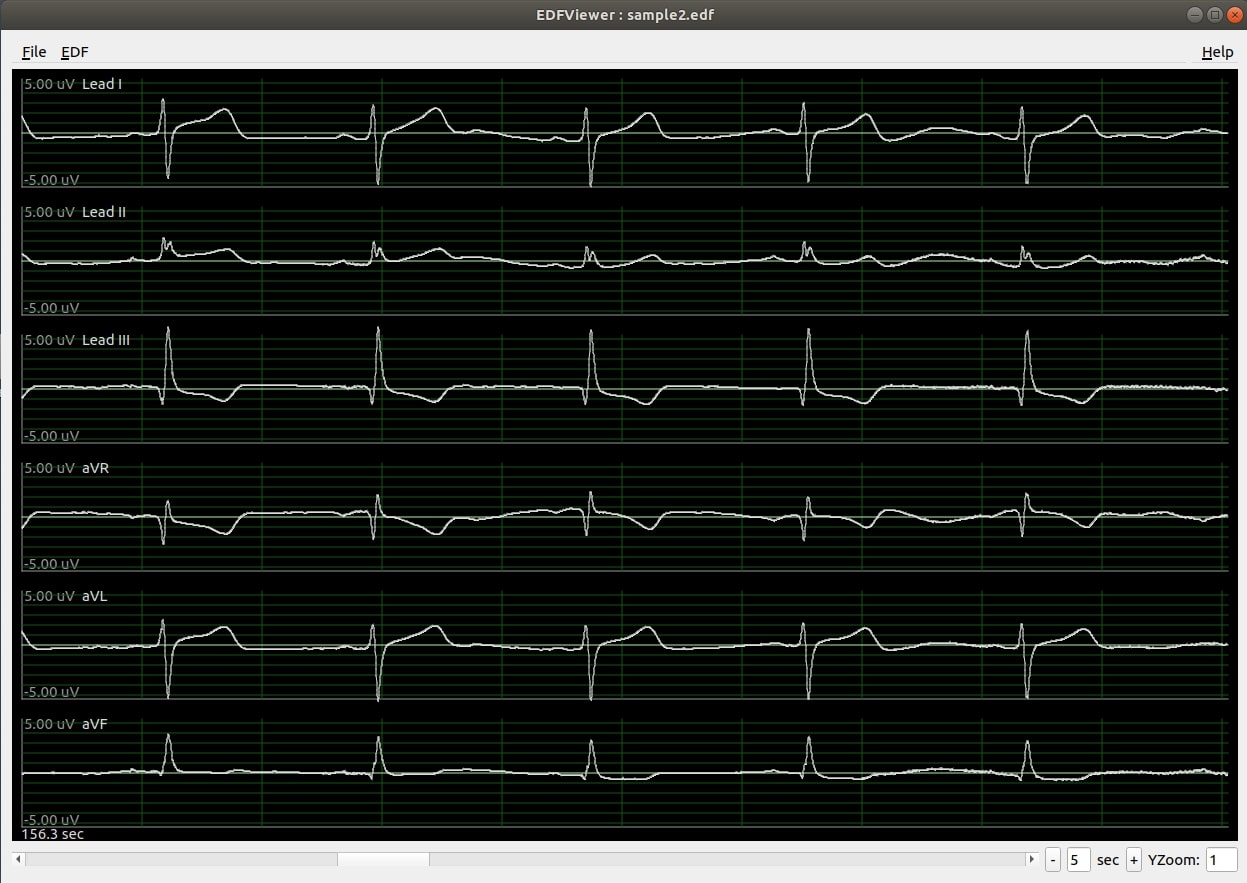 EDFViewer : sample2.edf
File EDF Help
5.00 uV Lead I
-5.00 uV
5.00 uV Lead II
-5.00 uV
5.00 uV Lead III
-5.00 uV
5.00 uV aVR
-5.00 uV
5.00 uV aVL
-5.00 uV
5.00 uV aVF
-5.00 uV
156.3 sec
- 5 sec + YZoom: 1